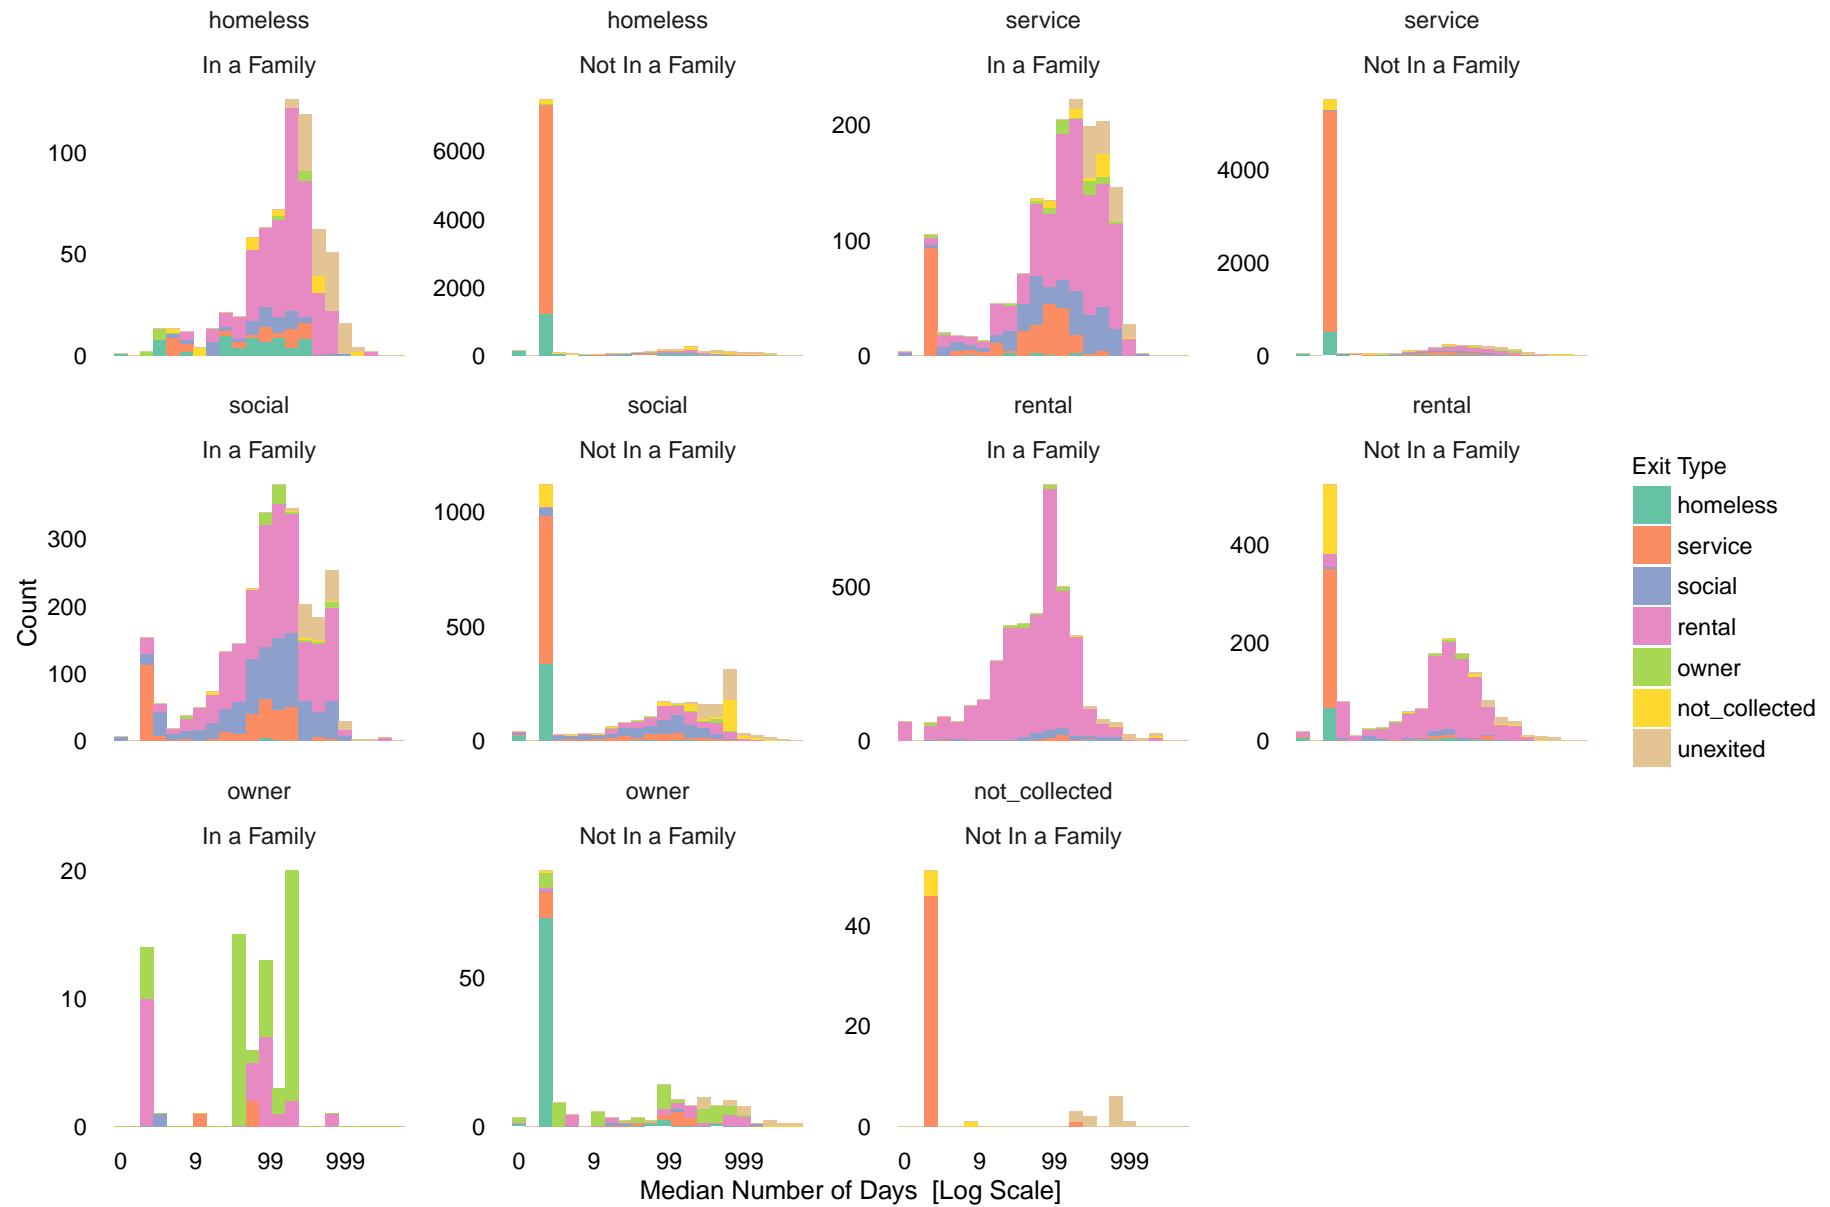 homeless homeless service service
In a Family Not In a Family In a Family Not In a Family
100
50
0
6000
4000
2000
0
200
100
0
4000
2000
0
social social rental rental
In a Family Not In a Family In a Family Not In a Family
300
200
100
0
1000
500
0
500
0
400
200
0
owner owner not_collected
In a Family Not In a Family Not In a Family
20
10
0
50
0
40
20
0
0 9 99 999 0 9 99 999 0 9 99 999
Median Number of Days [Log Scale]
Count
Exit Type
homeless
service
social
rental
owner
not_collected
unexited